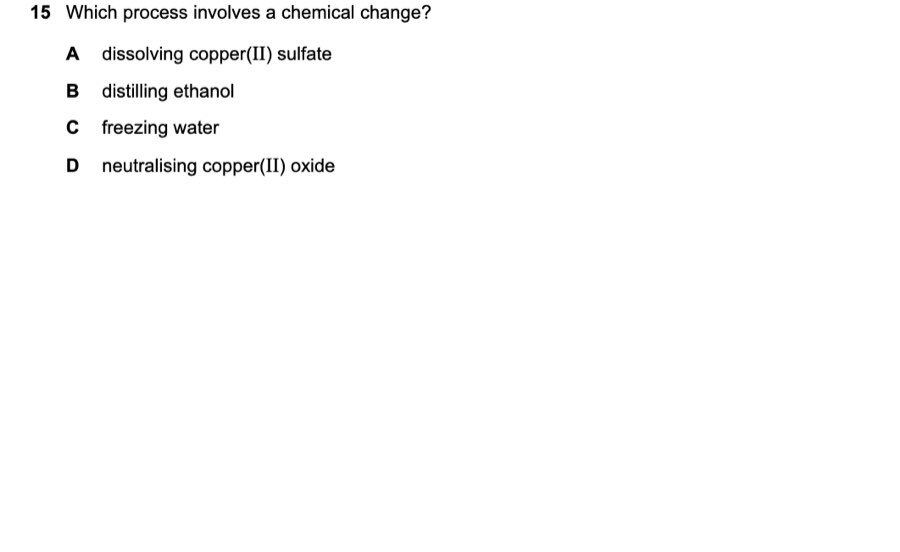 15 Which process involves a chemical change?
A dissolving copper(II) sulfate
B distilling ethanol
C freezing water
D neutralising copper(II) oxide